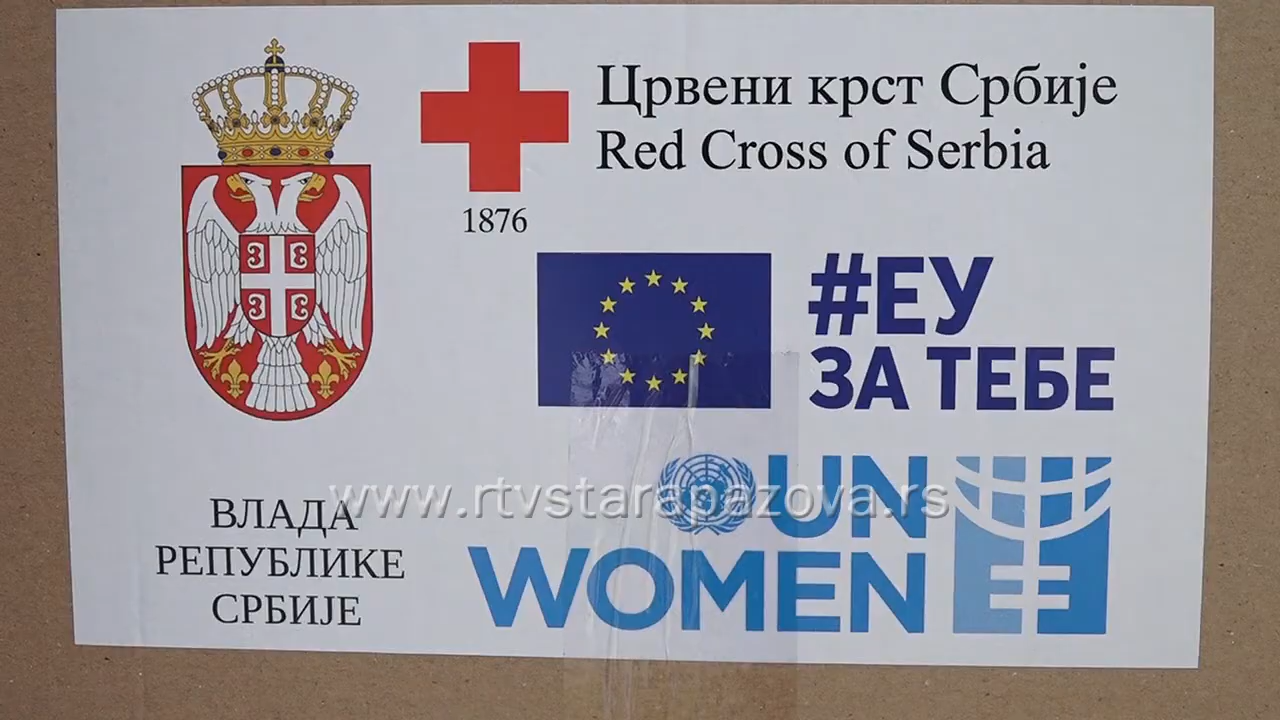 Црвени крст Србије
Red Cross of Serbia
1876
#ЕУ
ЗА ТЕБЕ
ВЛАДА
РЕПУБЛИКЕ
СРБИЈЕ
UN
WOMEN
www.rtvstarapazova.rs